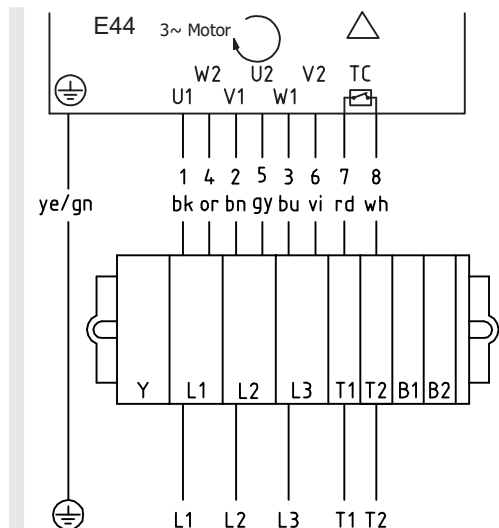 E44 3~ Motor
W2 U2 V2 TC
U1 V1 W1
1 4 2 5 3 6 7 8
ye/gn bk or bn gy bu vi rd wh
Y L1 L2 L3 T1 T2 B1 B2
L1 L2 L3 T1 T2